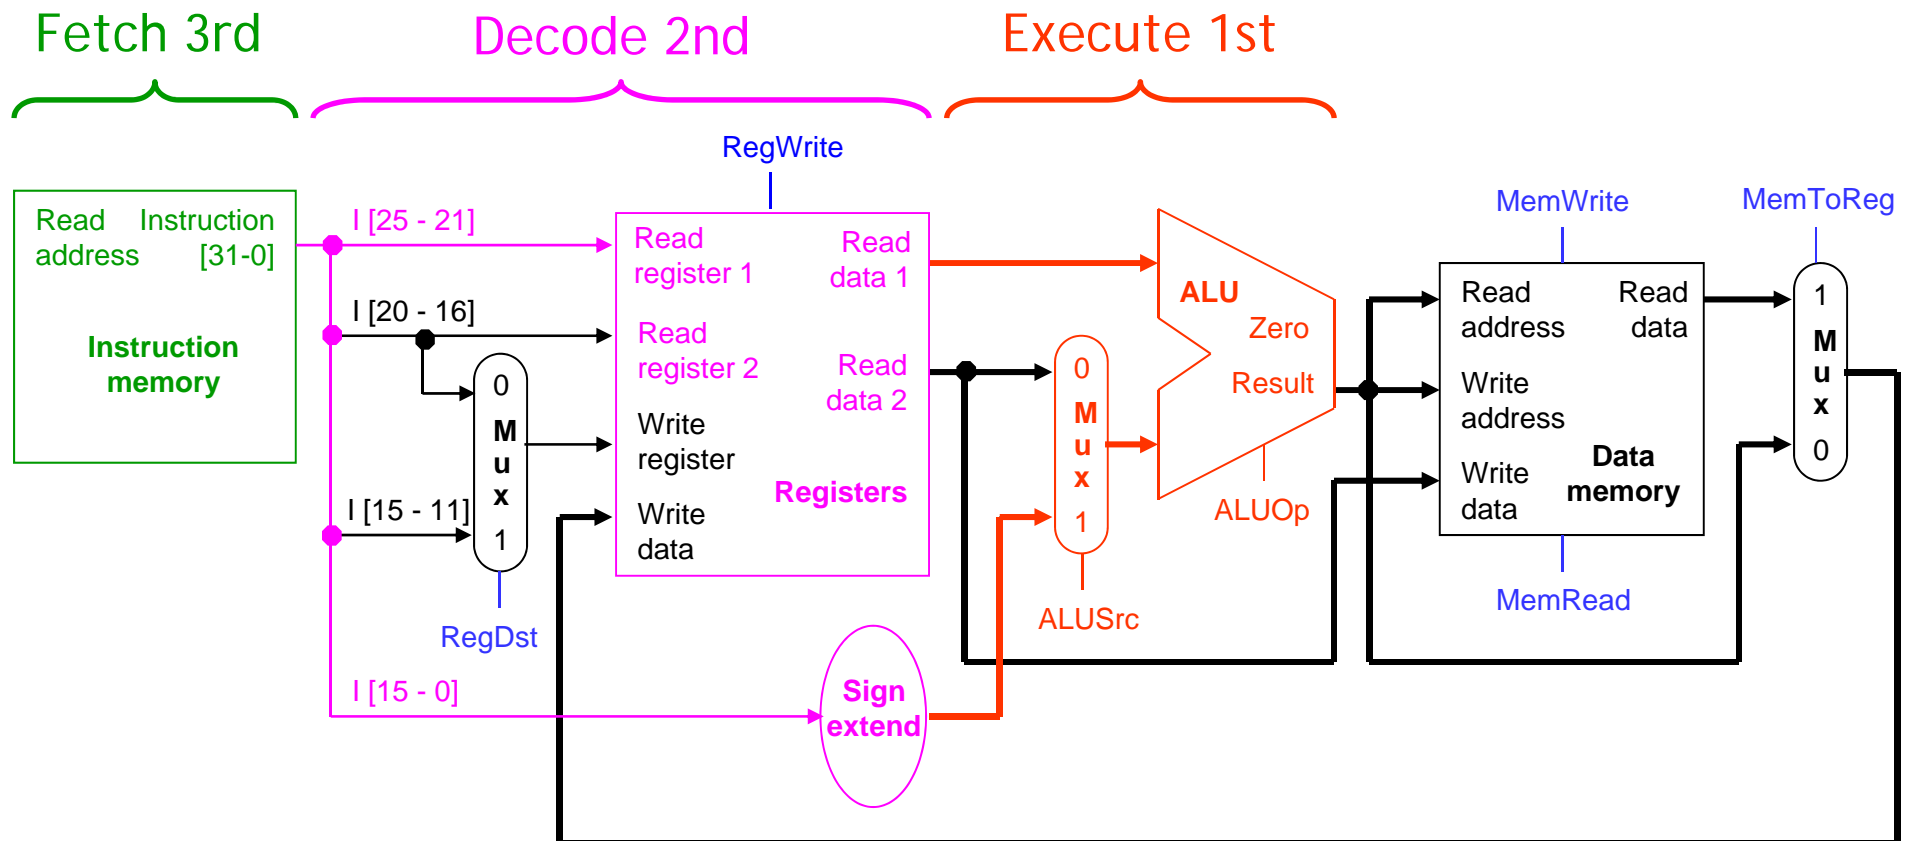 Fetch 3rd
Decode 2nd
Execute 1st
RegWrite
Read Instruction
address [31-0]
Instruction
memory
I [25 - 21]
I [20 - 16]
I [15 - 11]
I [15 - 0]
0
M
u
x
1
RegDst
Read
register 1
Read
data 1
Read
register 2
Read
data 2
Write
register
Registers
Write
data
Sign
extend
0
M
u
x
1
ALUSrc
ALU
Zero
Result
ALUOp
MemWrite
Read
address
Read
data
Write
address
Write
data
Data
memory
MemRead
MemToReg
1
M
u
x
0